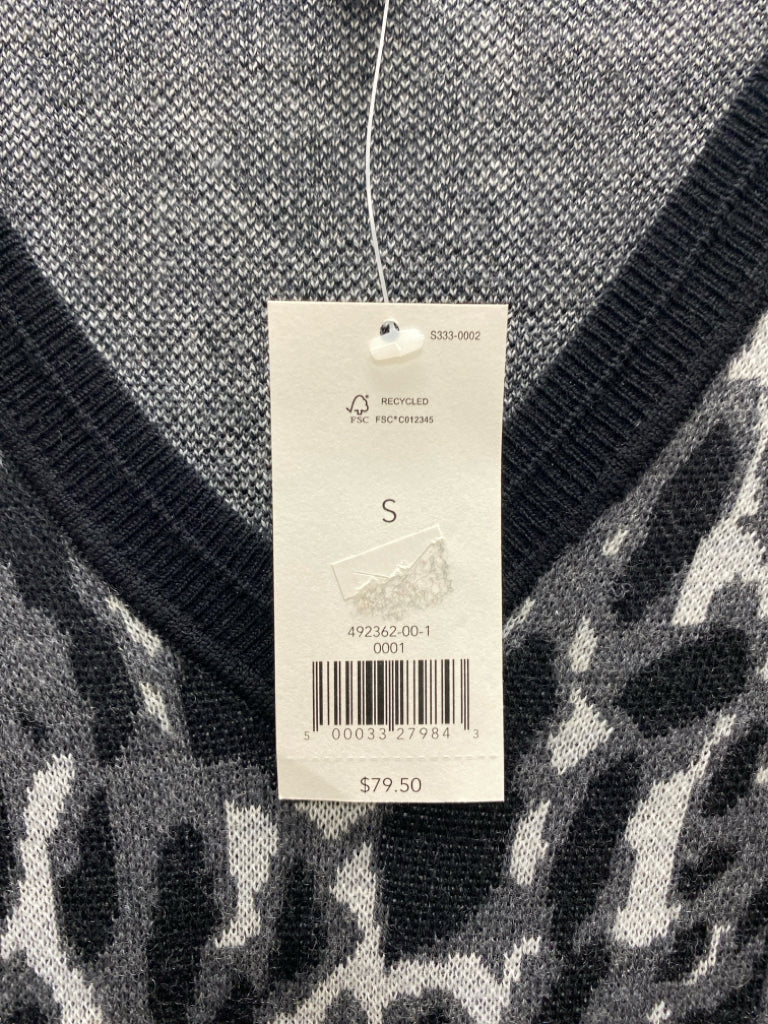 S333-0002
RECYCLED
FSC FSC® C012345
S
492362-00-1
0001
5 00033 27984 3
$79.50